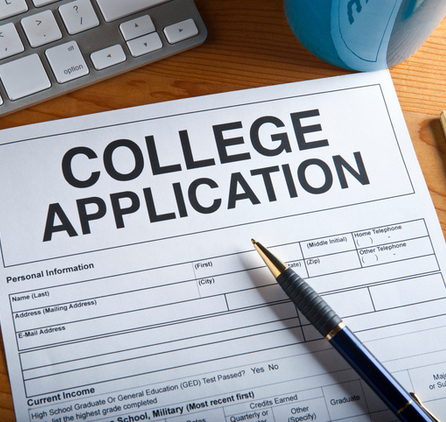 option
COLLEGE
APPLICATION
Personal Information
Name (Last) (First) (Middle Initial) Home Telephone
( ) -
Address (Mailing Address) (City) (State) (Zip) Other Telephone
( ) -
E-Mail Address
Current Income
High School Graduate Or General Education (GED) Test Passed? Yes No
list the highest grade completed
School, Military (Most recent first)
Credits Earned
Quarterly or Other
(Specify) Graduate